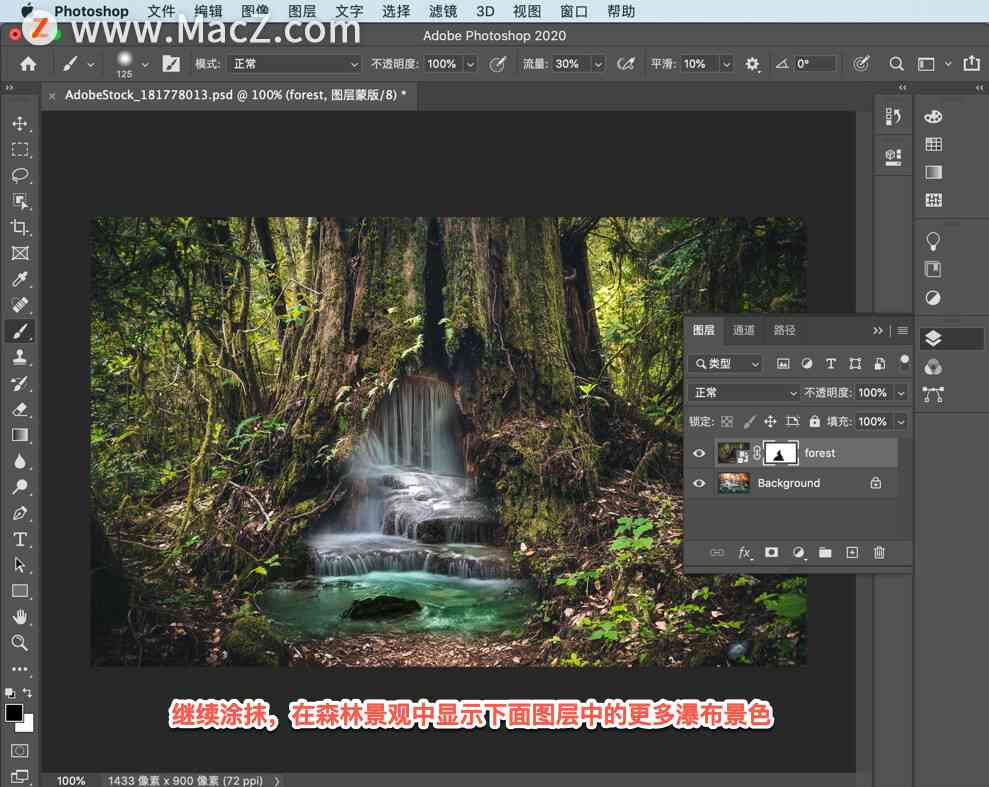 Photoshop 文件 编辑 图像 图层 文字 选择 滤镜 3D 视图 窗口 帮助
Z www.MacZ.com
Adobe Photoshop 2020
125 模式: 正常 不透明度: 100% 流量: 30% 平滑: 10% 0°
× AdobeStock_181778013.psd @ 100% (forest, 图层蒙版/8) *
图层 通道 路径
类型
正常 不透明度: 100%
锁定: 填充: 100%
forest
Background
fx
继续涂抹，在森林景观中显示下面图层中的更多瀑布景色
100% 1433 像素 x 900 像素 (72 ppi)